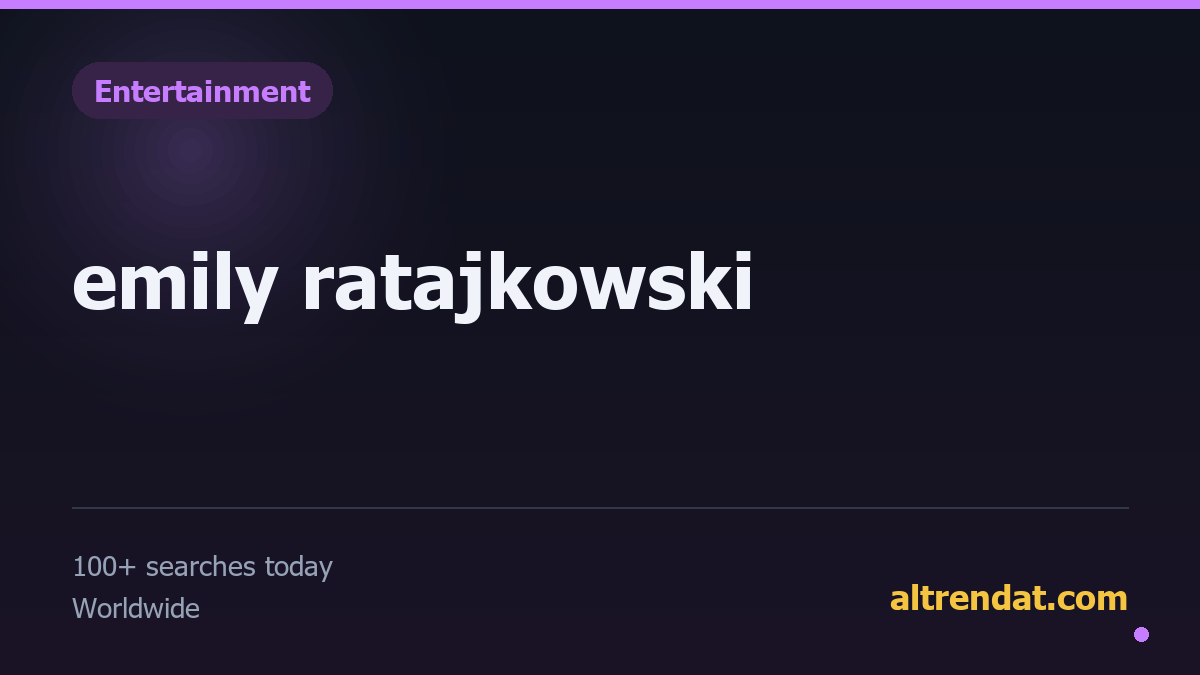 Entertainment
emily ratajkowski
100+ searches today
Worldwide
altrendat.com